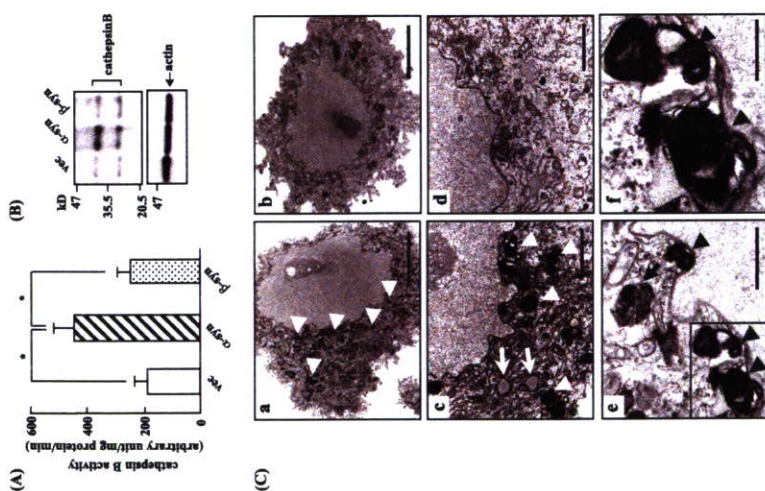 (A)
cathepsin B activity
(arbitrary unit/mg protein/min)
600
400
200
0
*
*
vec
α-syn
β-syn
(B)
kD
47
35.5
20.5
47
vec
α-syn
β-syn
cathepsinB
actin
(C)
a
b
c
d
e
f